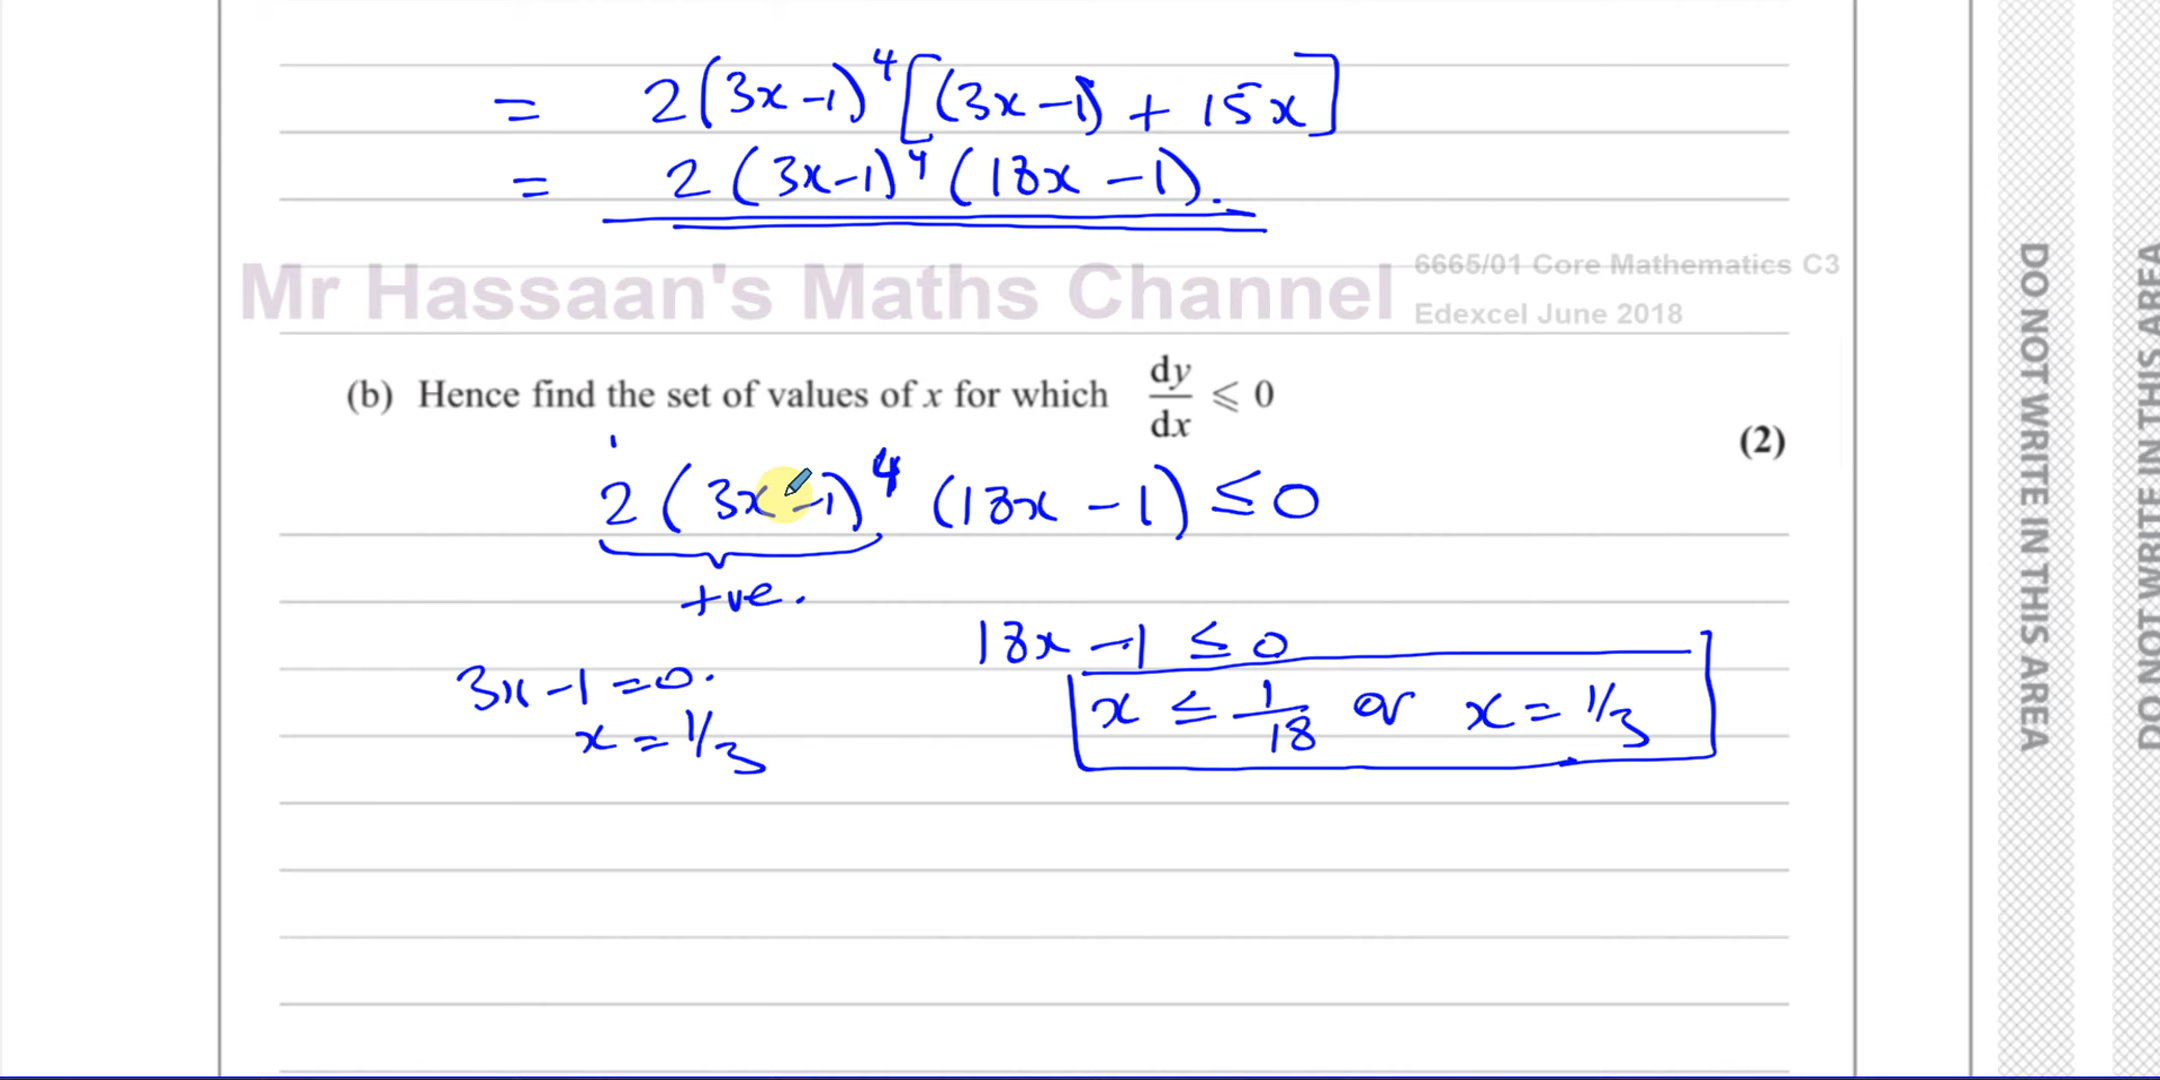 = 2(3x-1)⁴[(3x-1) + 15x]
= 2(3x-1)⁴(18x-1).
Mr Hassaan's Maths Channel
6665/01 Core Mathematics C3
Edexcel June 2018
(b) Hence find the set of values of x for which dy/dx ⩽ 0
(2)
2(3x-1)⁴(18x-1) ≤ 0
+ve.
18x-1 ≤ 0
3x-1=0.
x ≤ 1/18 or x = 1/3
x = 1/3
DO NOT WRITE IN THIS AREA
DO NOT WRITE IN THIS AREA